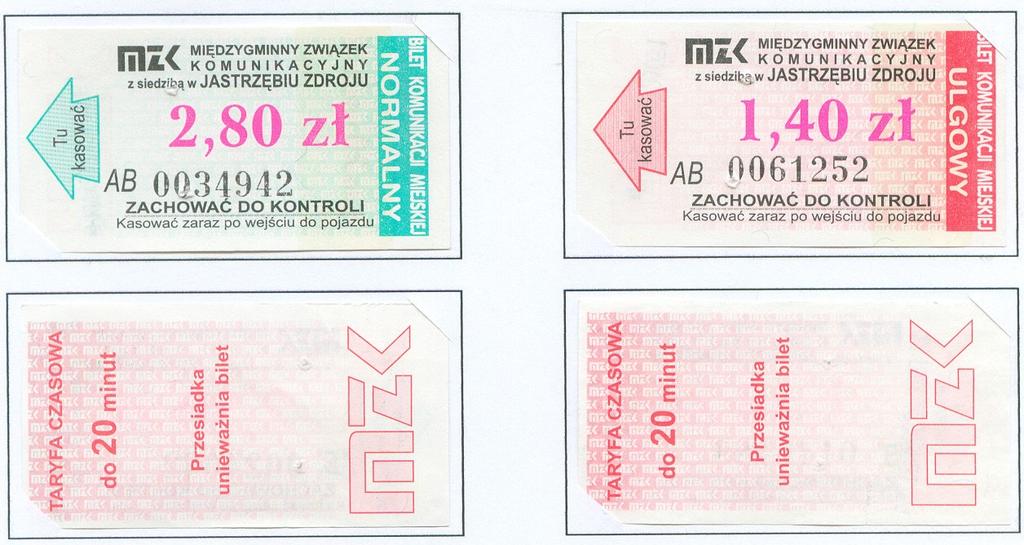 MZK MIĘDZYGMINNY ZWIĄZEK
KOMUNIKACYJNY
z siedzibą w JASTRZĘBIU ZDROJU
2,80 zł
Tu
kasować
AB 0034942
ZACHOWAĆ DO KONTROLI
Kasować zaraz po wejściu do pojazdu
NORMALNY
BILET KOMUNIKACJI MIEJSKIEJ
MZK MIĘDZYGMINNY ZWIĄZEK
KOMUNIKACYJNY
z siedzibą w JASTRZĘBIU ZDROJU
1,40 zł
Tu
kasować
AB 0061252
ZACHOWAĆ DO KONTROLI
Kasować zaraz po wejściu do pojazdu
ULGOWY
BILET KOMUNIKACJI MIEJSKIEJ
TARYFA CZASOWA
do 20 minut
Przesiadka
unieważnia bilet
MZK
TARYFA CZASOWA
do 20 minut
Przesiadka
unieważnia bilet
MZK